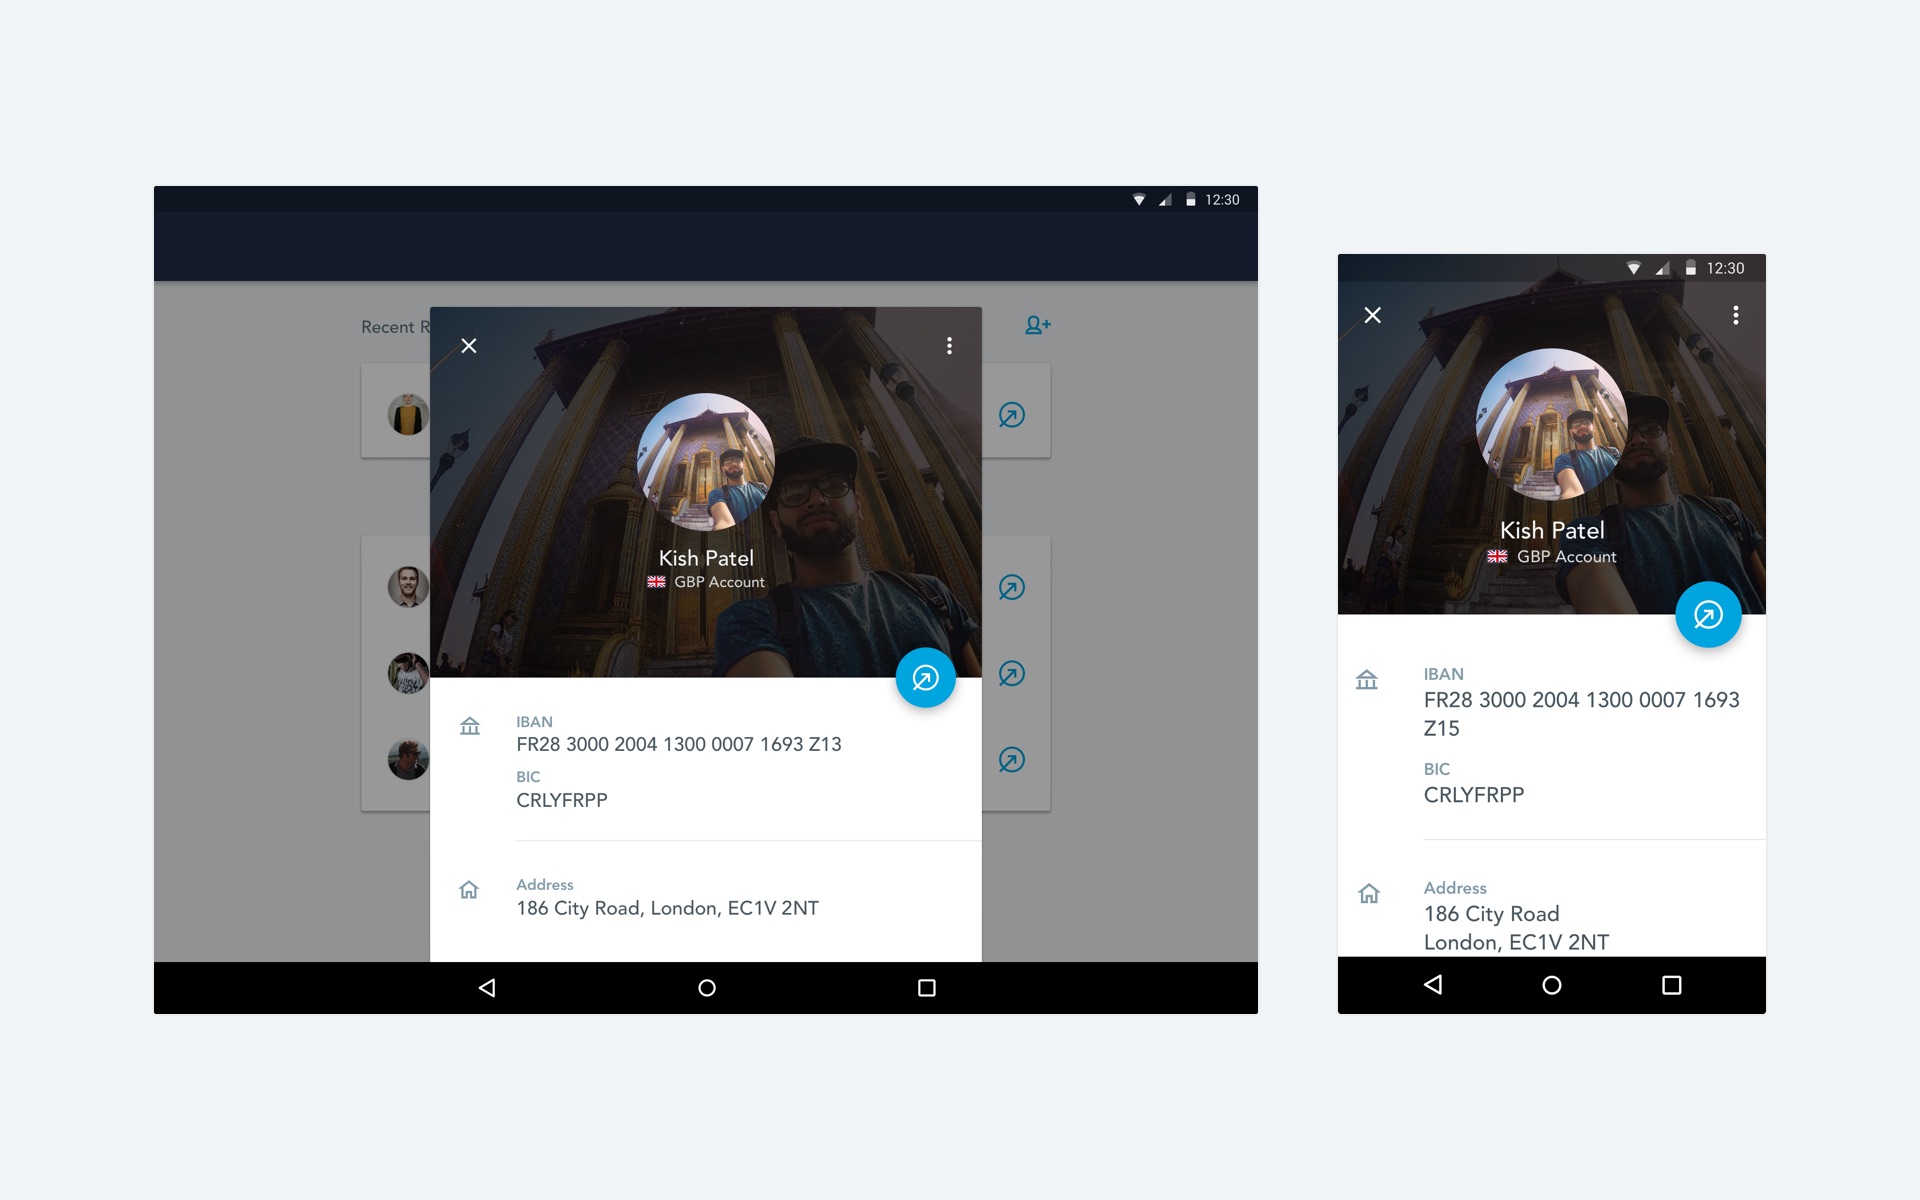 12:30
Recent R
Kish Patel
GBP Account
IBAN
FR28 3000 2004 1300 0007 1693 Z13
BIC
CRLYFRPP
Address
186 City Road, London, EC1V 2NT
12:30
Kish Patel
GBP Account
IBAN
FR28 3000 2004 1300 0007 1693
Z15
BIC
CRLYFRPP
Address
186 City Road
London, EC1V 2NT